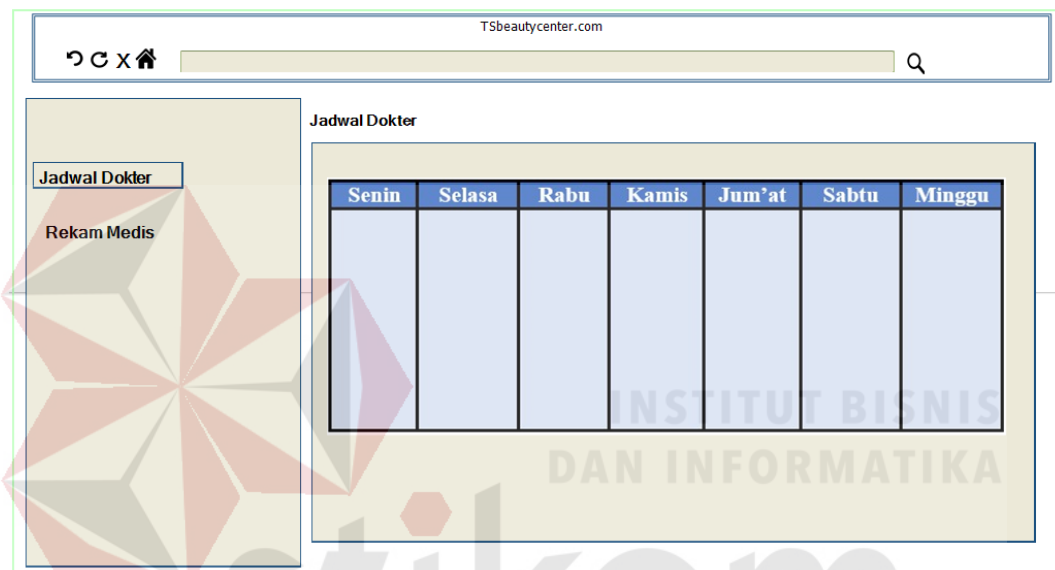 TSbeautycenter.com
X
Jadwal Dokter
Rekam Medis
Jadwal Dokter
Senin Selasa Rabu Kamis Jum'at Sabtu Minggu
INSTITUT BISNIS
DAN INFORMATIKA
stikom